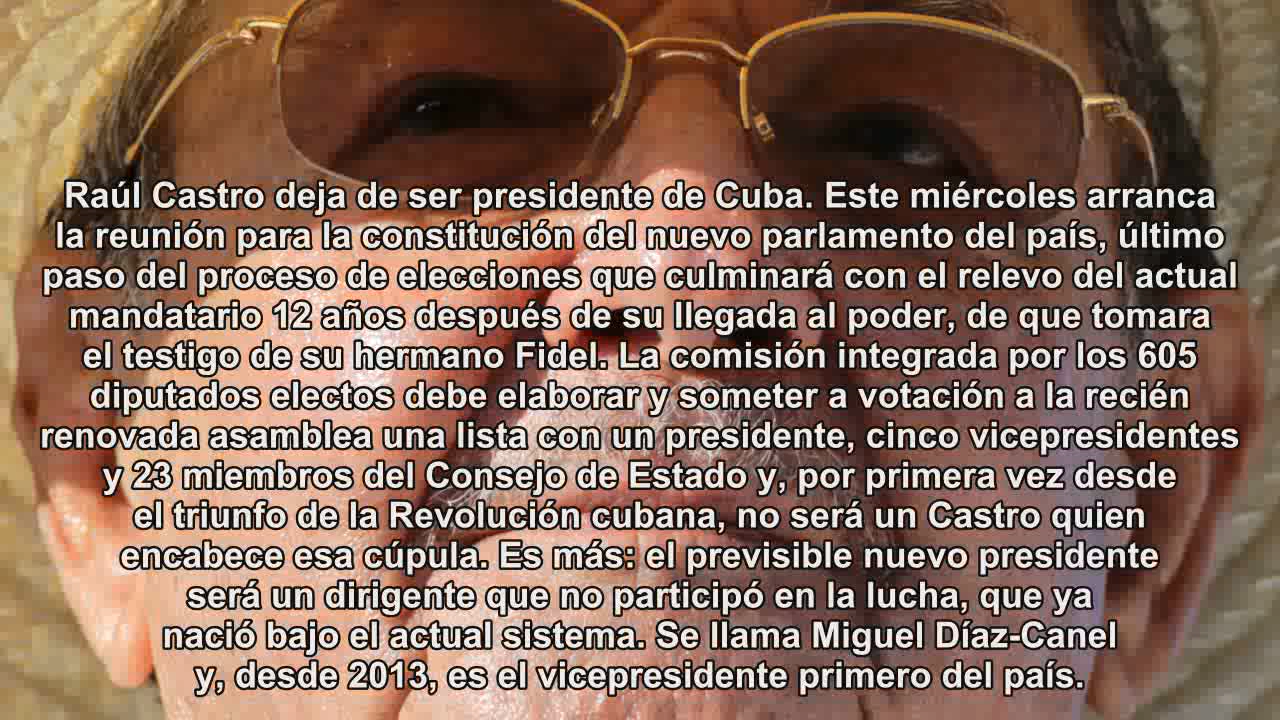 Raúl Castro deja de ser presidente de Cuba. Este miércoles arranca
la reunión para la constitución del nuevo parlamento del país, último
paso del proceso de elecciones que culminará con el relevo del actual
mandatario 12 años después de su llegada al poder, de que tomara
el testigo de su hermano Fidel. La comisión integrada por los 605
diputados electos debe elaborar y someter a votación a la recién
renovada asamblea una lista con un presidente, cinco vicepresidentes
y 23 miembros del Consejo de Estado y, por primera vez desde
el triunfo de la Revolución cubana, no será un Castro quien
encabece esa cúpula. Es más: el previsible nuevo presidente
será un dirigente que no participó en la lucha, que ya
nació bajo el actual sistema. Se llama Miguel Díaz-Canel
y, desde 2013, es el vicepresidente primero del país.